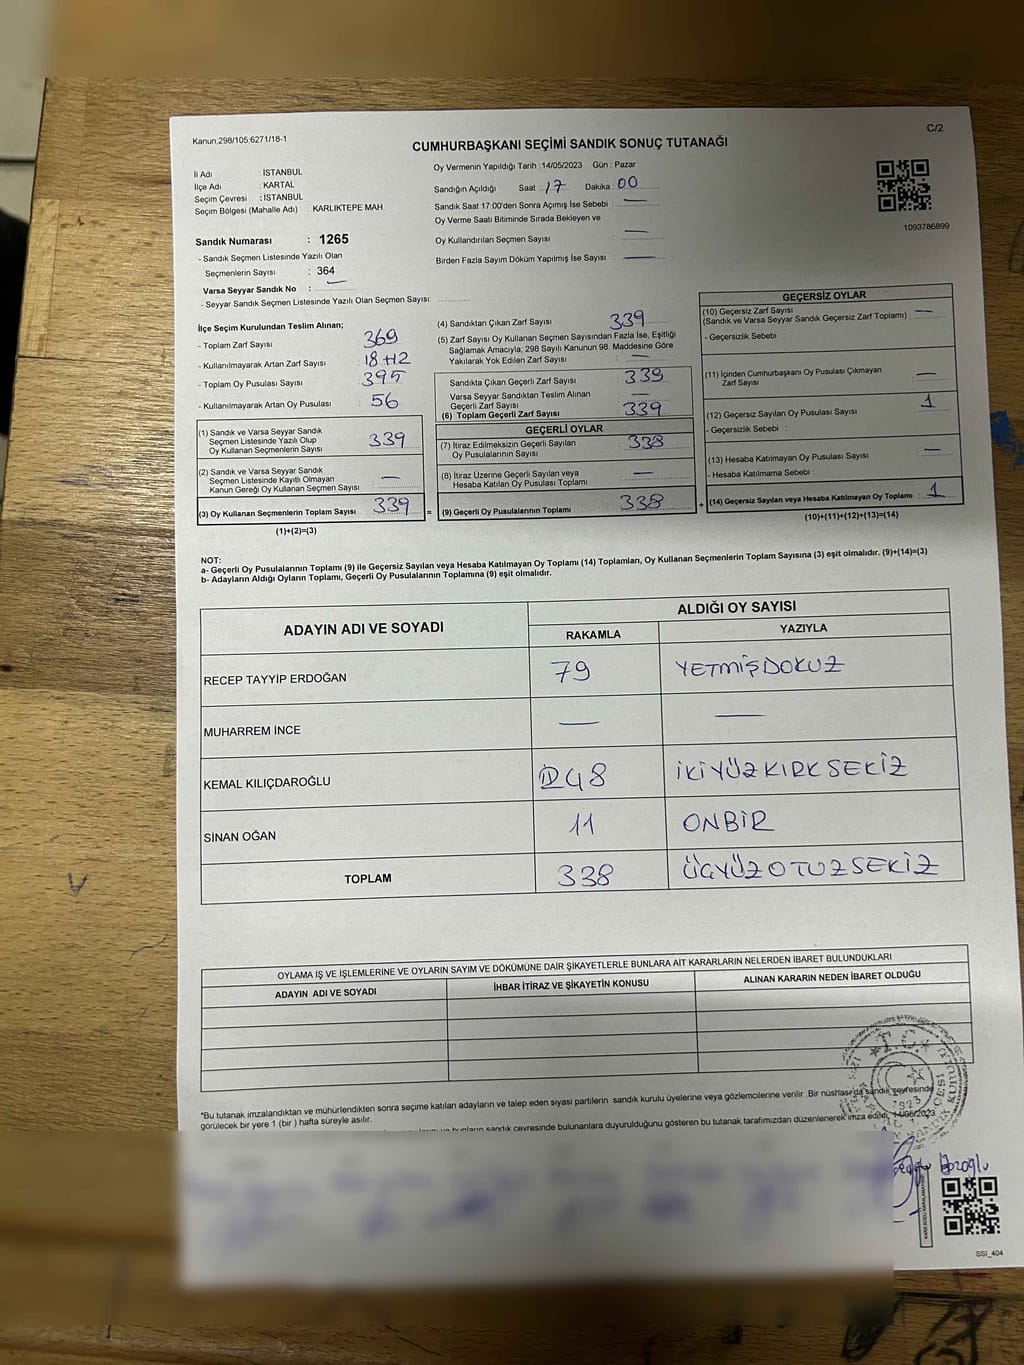 Kanun,298/105;6271/18-1
C/2
CUMHURBAŞKANI SEÇİMİ SANDIK SONUÇ TUTANAĞI
İl Adı : İSTANBUL
İlçe Adı : KARTAL
Seçim Çevresi : İSTANBUL
Seçim Bölgesi (Mahalle Adı) : KARLIKTEPE MAH.
Sandık Numarası : 1265
- Sandık Seçmen Listesinde Yazılı Olan
Seçmenlerin Sayısı : 364
Varsa Seyyar Sandık No : —
- Seyyar Sandık Seçmen Listesinde Yazılı Olan Seçmen Sayısı:
Oy Vermenin Yapıldığı Tarih : 14/05/2023 Gün : Pazar
Sandığın Açıldığı Saat : 17 Dakika : 00
Sandık Saat 17:00'den Sonra Açımış İse Sebebi : —
Oy Verme Saati Bitiminde Sırada Bekleyen ve
Oy Kullandırılan Seçmen Sayısı : —
Birden Fazla Sayım Döküm Yapılmış İse Sayısı : —
1093786899
İlçe Seçim Kurulundan Teslim Alınan;
- Toplam Zarf Sayısı 369
- Kullanılmayarak Artan Zarf Sayısı 18+12
- Toplam Oy Pusulası Sayısı 395
- Kullanılmayarak Artan Oy Pusulası 56
(1) Sandık ve Varsa Seyyar Sandık
Seçmen Listesinde Yazılı Olup
Oy Kullanan Seçmenlerin Sayısı 339
(2) Sandık ve Varsa Seyyar Sandık
Seçmen Listesinde Kayıtlı Olmayan
Kanun Gereği Oy Kullanan Seçmen Sayısı —
(3) Oy Kullanan Seçmenlerin Toplam Sayısı 339 =
(1)+(2)=(3)
(4) Sandıktan Çıkan Zarf Sayısı 339
(5) Zarf Sayısı Oy Kullanan Seçmen Sayısından Fazla İse, Eşitliği
Sağlamak Amacıyla, 298 Sayılı Kanunun 98. Maddesine Göre
Yakılarak Yok Edilen Zarf Sayısı : —
Sandıkta Çıkan Geçerli Zarf Sayısı 339
Varsa Seyyar Sandıktan Teslim Alınan
Geçerli Zarf Sayısı —
(6) Toplam Geçerli Zarf Sayısı 339
GEÇERLİ OYLAR
(7) İtiraz Edilmeksizin Geçerli Sayılan
Oy Pusulalarının Sayısı 338
(8) İtiraz Üzerine Geçerli Sayılan veya
Hesaba Katılan Oy Pusulası Toplamı —
(9) Geçerli Oy Pusulalarının Toplamı 338 +
GEÇERSİZ OYLAR
(10) Geçersiz Zarf Sayısı
(Sandık ve Varsa Seyyar Sandık Geçersiz Zarf Toplamı) : —
- Geçersizlik Sebebi :
(11) İçinden Cumhurbaşkanı Oy Pusulası Çıkmayan
Zarf Sayısı —
(12) Geçersiz Sayılan Oy Pusulası Sayısı 1
- Geçersizlik Sebebi :
(13) Hesaba Katılmayan Oy Pusulası Sayısı —
- Hesaba Katılmama Sebebi :
(14) Geçersiz Sayılan veya Hesaba Katılmayan Oy Toplamı : 1
(10)+(11)+(12)+(13)=(14)
NOT:
a- Geçerli Oy Pusulalarının Toplamı (9) ile Geçersiz Sayılan veya Hesaba Katılmayan Oy Toplamı (14) Toplamları, Oy Kullanan Seçmenlerin Toplam Sayısına (3) eşit olmalıdır. (9)+(14)=(3)
b- Adayların Aldığı Oyların Toplamı, Geçerli Oy Pusulalarının Toplamına (9) eşit olmalıdır.
ADAYIN ADI VE SOYADI ALDIĞI OY SAYISI
RAKAMLA YAZIYLA
RECEP TAYYİP ERDOĞAN 79 YETMİŞDOKUZ
MUHARREM İNCE — —
KEMAL KILIÇDAROĞLU 248 İKİYÜZKIRKSEKİZ
SİNAN OĞAN 11 ONBİR
TOPLAM 338 ÜÇYÜZOTUZSEKİZ
OYLAMA İŞ VE İŞLEMLERİNE VE OYLARIN SAYIM VE DÖKÜMÜNE DAİR ŞİKAYETLERLE BUNLARA AİT KARARLARIN NELERDEN İBARET BULUNDUKLARI
ADAYIN ADI VE SOYADI İHBAR İTİRAZ VE ŞİKAYETİN KONUSU ALINAN KARARIN NEDEN İBARET OLDUĞU
*Bu tutanak imzalandıktan ve mühürlendikten sonra seçime katılan adayların ve talep eden siyasi partilerin sandık kurulu üyelerine veya gözlemcilerine verilir. Bir nüshası da sandık çevresinde
görülecek bir yere 1 (bir) hafta süreyle asılır.
bunların sandık çevresinde bulunanlara duyurulduğunu gösteren bu tutanak tarafımızdan düzenlenerek imza edildi. 14/05/2023
T.C.
1923
SSI_404